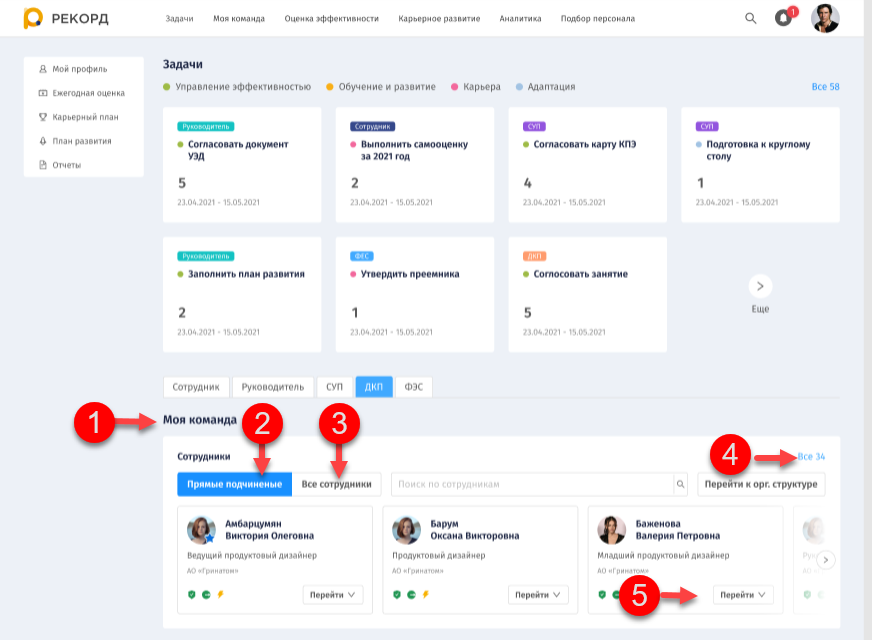 РЕКОРД
Задачи Моя команда Оценка эффективности Карьерное развитие Аналитика Подбор персонала
1
Мой профиль
Ежегодная оценка
Карьерный план
План развития
Отчеты
Задачи
Управление эффективностью Обучение и развитие Карьера Адаптация Все 58
Руководитель
Согласовать документ
УЭД
5
23.04.2021 - 15.05.2021
Сотрудник
Выполнить самооценку
за 2021 год
2
23.04.2021 - 15.05.2021
СУП
Согласовать карту КПЭ
4
23.04.2021 - 15.05.2021
СУП
Подготовка к круглому
столу
1
23.04.2021 - 15.05.2021
Руководитель
Заполнить план развития
2
23.04.2021 - 15.05.2021
ФЕС
Утвердить преемника
1
23.04.2021 - 15.05.2021
ДКП
Согпосовать занятие
5
23.04.2021 - 15.05.2021
Еще
Сотрудник Руководитель СУП ДКП ФЭС
1 Моя команда 2 3
Сотрудники 4 Все 34
Прямые подчиненые Все сотрудники Поиск по сотрудникам Перейти к орг. структуре
Амбарцумян
Виктория Олеговна
Ведущий продуктовый дизайнер
АО «Гринатом»
Перейти
Барум
Оксана Викторовна
Продуктовый дизайнер
АО «Гринатом»
Перейти
Баженова
Валерия Петровна
Младший продуктовый дизайнер
АО «Гринатом»
5 Перейти